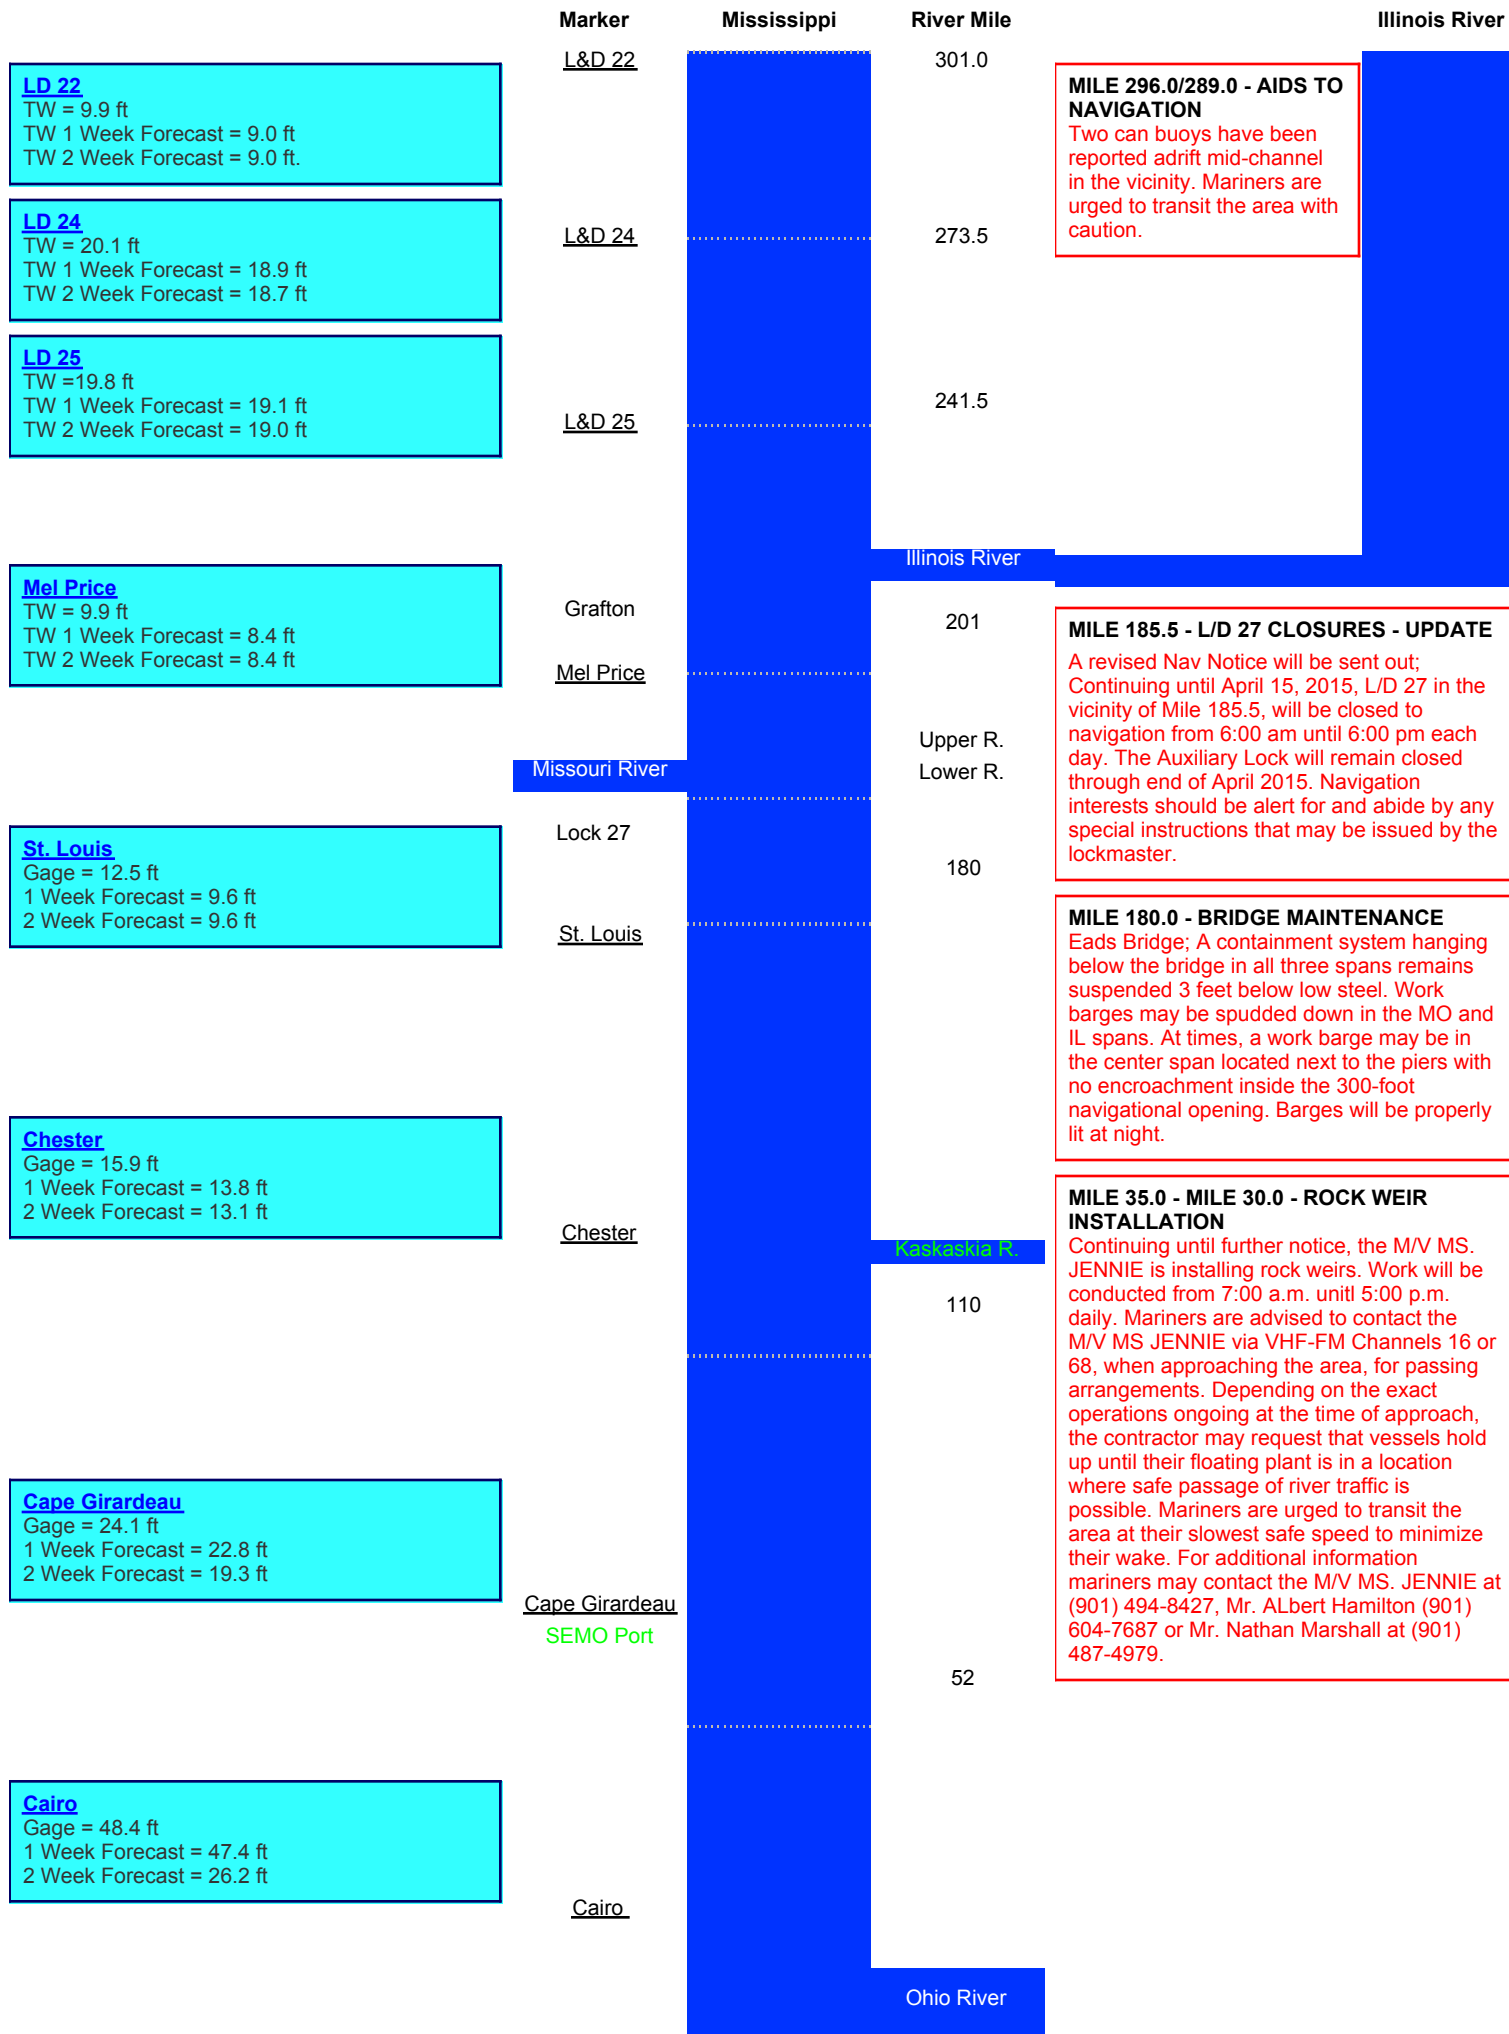 Marker Mississippi River Mile Illinois River
L&D 22 301.0
LD 22
TW = 9.9 ft
TW 1 Week Forecast = 9.0 ft
TW 2 Week Forecast = 9.0 ft.
MILE 296.0/289.0 - AIDS TO
NAVIGATION
Two can buoys have been
reported adrift mid-channel
in the vicinity. Mariners are
urged to transit the area with
caution.
LD 24
TW = 20.1 ft
TW 1 Week Forecast = 18.9 ft
TW 2 Week Forecast = 18.7 ft
L&D 24 273.5
LD 25
TW =19.8 ft
TW 1 Week Forecast = 19.1 ft
TW 2 Week Forecast = 19.0 ft
241.5
L&D 25
Illinois River
Mel Price
TW = 9.9 ft
TW 1 Week Forecast = 8.4 ft
TW 2 Week Forecast = 8.4 ft
Grafton
201
Mel Price
MILE 185.5 - L/D 27 CLOSURES - UPDATE
A revised Nav Notice will be sent out;
Continuing until April 15, 2015, L/D 27 in the
vicinity of Mile 185.5, will be closed to
navigation from 6:00 am until 6:00 pm each
day. The Auxiliary Lock will remain closed
through end of April 2015. Navigation
interests should be alert for and abide by any
special instructions that may be issued by the
lockmaster.
Upper R.
Missouri River
Lower R.
Lock 27
St. Louis
Gage = 12.5 ft
1 Week Forecast = 9.6 ft
2 Week Forecast = 9.6 ft
180
St. Louis
MILE 180.0 - BRIDGE MAINTENANCE
Eads Bridge; A containment system hanging
below the bridge in all three spans remains
suspended 3 feet below low steel. Work
barges may be spudded down in the MO and
IL spans. At times, a work barge may be in
the center span located next to the piers with
no encroachment inside the 300-foot
navigational opening. Barges will be properly
lit at night.
Chester
Gage = 15.9 ft
1 Week Forecast = 13.8 ft
2 Week Forecast = 13.1 ft
Chester
Kaskaskia R.
110
MILE 35.0 - MILE 30.0 - ROCK WEIR
INSTALLATION
Continuing until further notice, the M/V MS.
JENNIE is installing rock weirs. Work will be
conducted from 7:00 a.m. unitl 5:00 p.m.
daily. Mariners are advised to contact the
M/V MS JENNIE via VHF-FM Channels 16 or
68, when approaching the area, for passing
arrangements. Depending on the exact
operations ongoing at the time of approach,
the contractor may request that vessels hold
up until their floating plant is in a location
where safe passage of river traffic is
possible. Mariners are urged to transit the
area at their slowest safe speed to minimize
their wake. For additional information
mariners may contact the M/V MS. JENNIE at
(901) 494-8427, Mr. ALbert Hamilton (901)
604-7687 or Mr. Nathan Marshall at (901)
487-4979.
Cape Girardeau
Gage = 24.1 ft
1 Week Forecast = 22.8 ft
2 Week Forecast = 19.3 ft
Cape Girardeau
SEMO Port
52
Cairo
Gage = 48.4 ft
1 Week Forecast = 47.4 ft
2 Week Forecast = 26.2 ft
Cairo
Ohio River